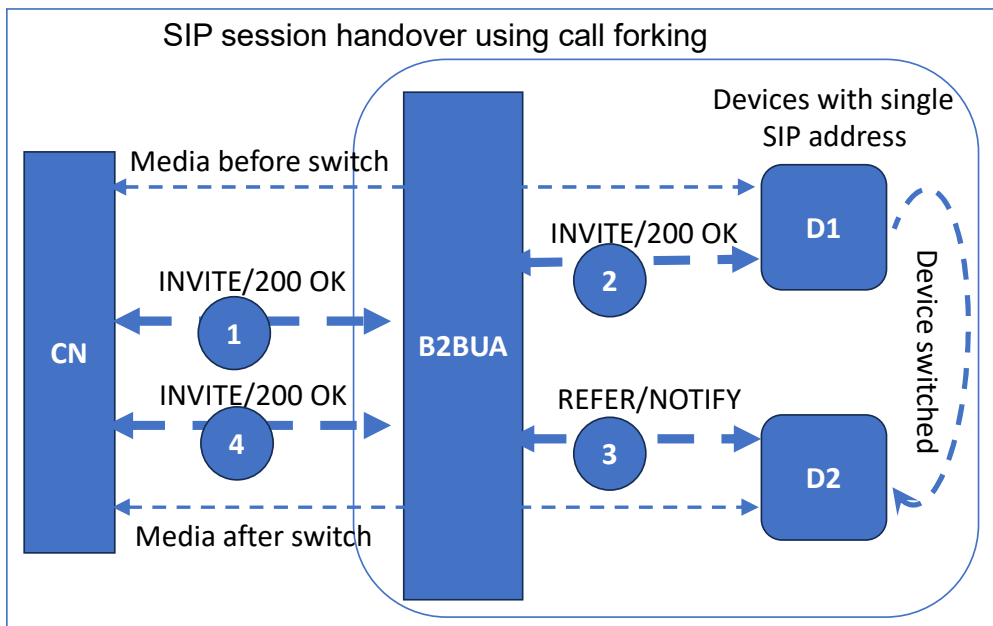 SIP session handover using call forking
Devices with single
SIP address
Media before switch
D1
INVITE/200 OK
2
INVITE/200 OK
1
CN
B2BUA
Device switched
INVITE/200 OK
4
REFER/NOTIFY
3
D2
Media after switch